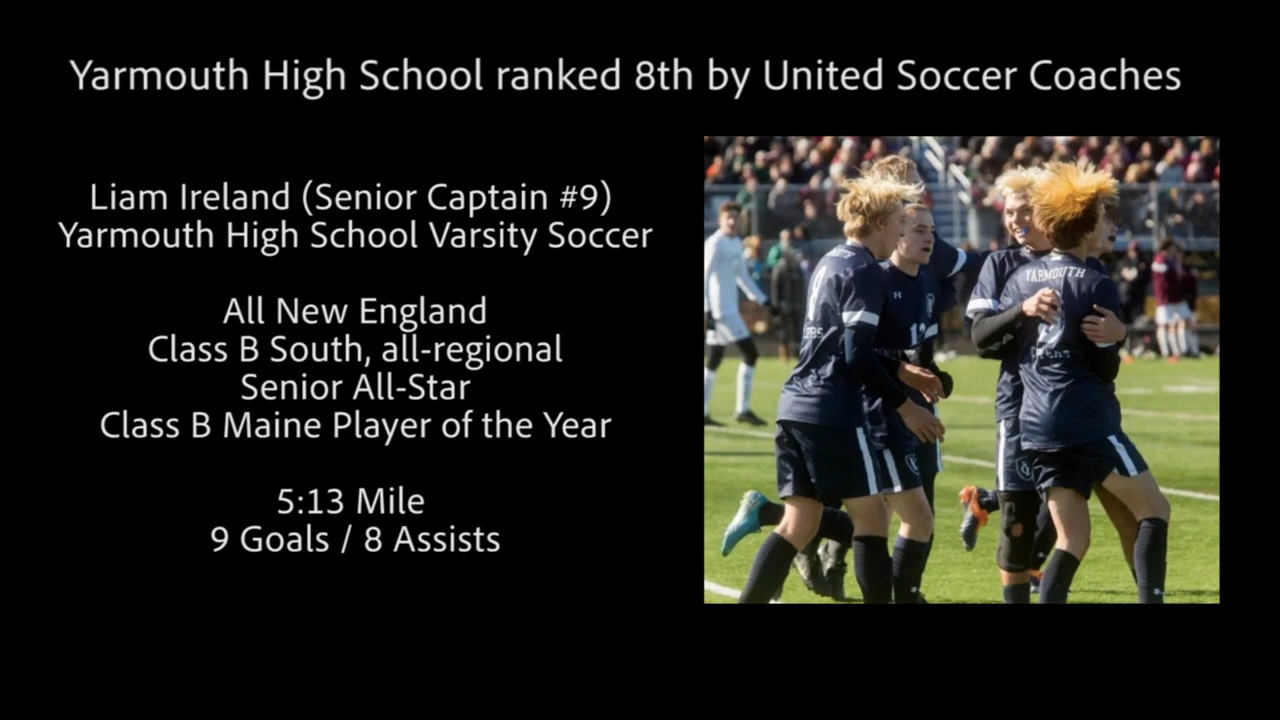 Yarmouth High School ranked 8th by United Soccer Coaches
Liam Ireland (Senior Captain #9)
Yarmouth High School Varsity Soccer
All New England
Class B South, all-regional
Senior All-Star
Class B Maine Player of the Year
5:13 Mile
9 Goals / 8 Assists
YARMOUTH